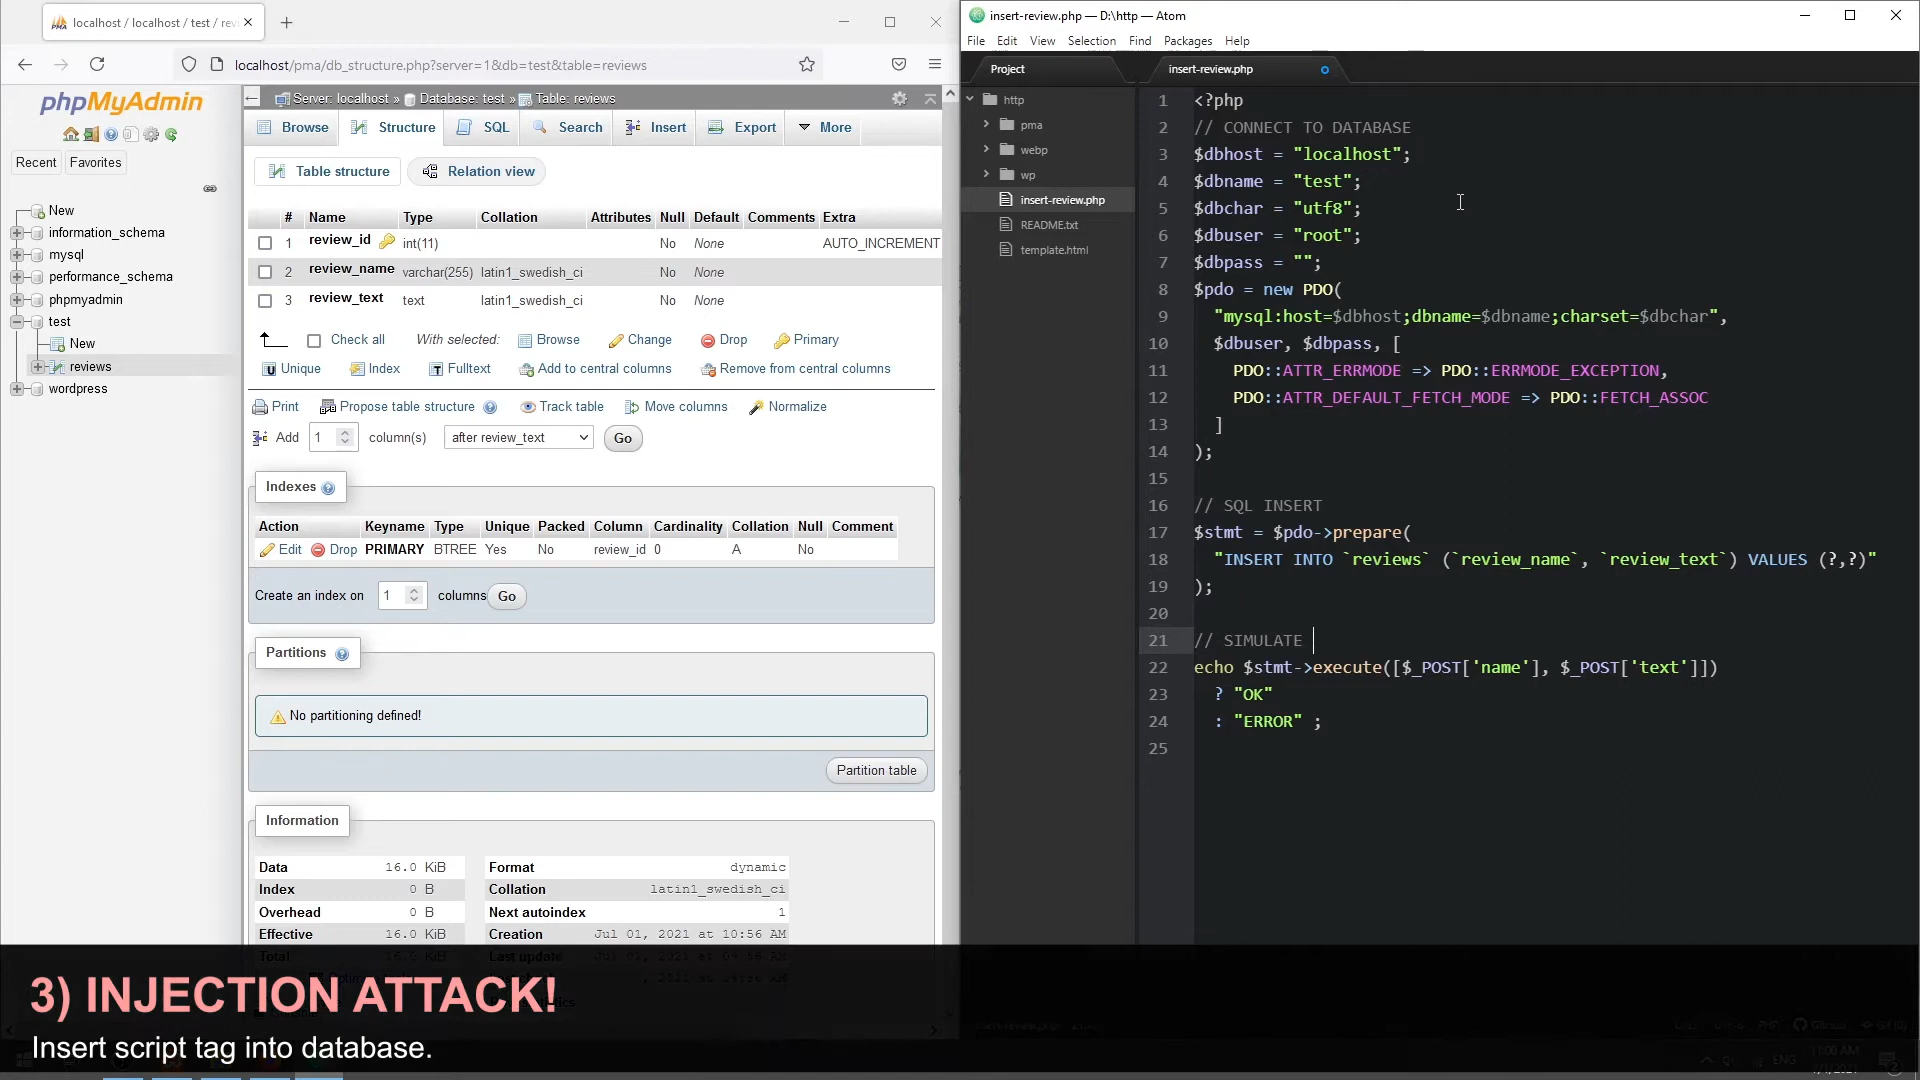 localhost / localhost / test / rev
localhost/pma/db_structure.php?server=1&db=test&table=reviews
phpMyAdmin
Recent
Favorites
New
information_schema
mysql
performance_schema
phpmyadmin
test
New
reviews
wordpress
Server: localhost » Database: test » Table: reviews
Browse Structure SQL Search Insert Export More
Table structure Relation view
# Name Type Collation Attributes Null Default Comments Extra
1 review_id int(11) No None AUTO_INCREMENT
2 review_name varchar(255) latin1_swedish_ci No None
3 review_text text latin1_swedish_ci No None
Check all With selected: Browse Change Drop Primary
Unique Index Fulltext Add to central columns Remove from central columns
Print Propose table structure Track table Move columns Normalize
Add 1 column(s) after review_text Go
Indexes
Action Keyname Type Unique Packed Column Cardinality Collation Null Comment
Edit Drop PRIMARY BTREE Yes No review_id 0 A No
Create an index on 1 columns Go
Partitions
No partitioning defined!
Partition table
Information
Data 16.0 KiB
Index 0 B
Overhead 0 B
Effective 16.0 KiB
Total 16.0 KiB
Format dynamic
Collation latin1_swedish_ci
Next autoindex 1
Creation Jul 01, 2021 at 10:56 AM
Last update
insert-review.php — D:\http — Atom
File Edit View Selection Find Packages Help
Project
insert-review.php
http
pma
webp
wp
insert-review.php
README.txt
template.html
1 <?php
2 // CONNECT TO DATABASE
3 $dbhost = "localhost";
4 $dbname = "test";
5 $dbchar = "utf8";
6 $dbuser = "root";
7 $dbpass = "";
8 $pdo = new PDO(
9 "mysql:host=$dbhost;dbname=$dbname;charset=$dbchar",
10 $dbuser, $dbpass, [
11 PDO::ATTR_ERRMODE => PDO::ERRMODE_EXCEPTION,
12 PDO::ATTR_DEFAULT_FETCH_MODE => PDO::FETCH_ASSOC
13 ]
14 );
15
16 // SQL INSERT
17 $stmt = $pdo->prepare(
18 "INSERT INTO `reviews` (`review_name`, `review_text`) VALUES (?,?)"
19 );
20
21 // SIMULATE
22 echo $stmt->execute([$_POST['name'], $_POST['text']])
23 ? "OK"
24 : "ERROR" ;
25
3) INJECTION ATTACK!
Insert script tag into database.
ENG
11:00 AM